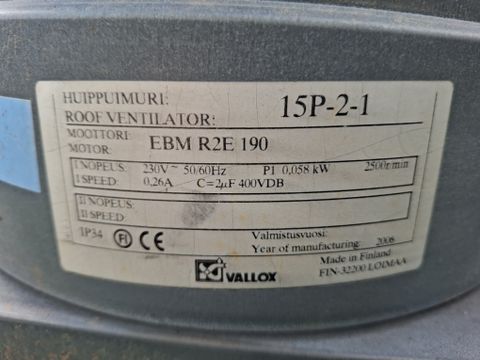 HUIPPUIMURI:
ROOF VENTILATOR: 15P-2-1
MOOTTORI:
MOTOR: EBM R2E 190
I NOPEUS: 230V~ 50/60Hz P1 0,058 kW 2500r/min
I SPEED: 0,26A C=2µF 400VDB
II NOPEUS:
II SPEED:
IP34 FI CE
Valmistusvuosi:
Year of manufacturing: 2006
Made in Finland
FIN-32200 LOIMAA
VALLOX